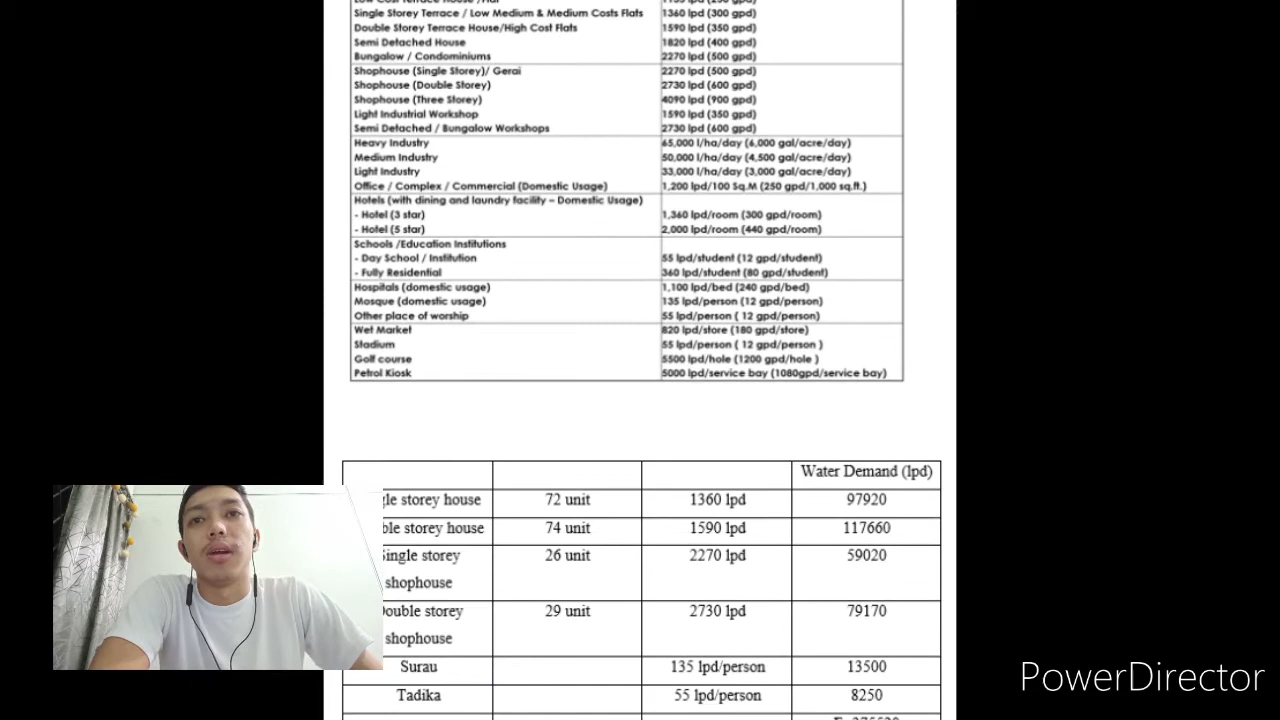 Single Storey Terrace / Low Medium & Medium Costs Flats 1360 lpd (300 gpd)
Double Storey Terrace House/High Cost Flats 1590 lpd (350 gpd)
Semi Detached House 1820 lpd (400 gpd)
Bungalow / Condominiums 2270 lpd (500 gpd)
Shophouse (Single Storey)/ Gerai 2270 lpd (500 gpd)
Shophouse (Double Storey) 2730 lpd (600 gpd)
Shophouse (Three Storey) 4090 lpd (900 gpd)
Light Industrial Workshop 1590 lpd (350 gpd)
Semi Detached / Bungalow Workshops 2730 lpd (600 gpd)
Heavy Industry 65,000 l/ha/day (6,000 gal/acre/day)
Medium Industry 50,000 l/ha/day (4,500 gal/acre/day)
Light Industry 33,000 l/ha/day (3,000 gal/acre/day)
Office / Complex / Commercial (Domestic Usage) 1,200 lpd/100 Sq.M (250 gpd/1,000 sq.ft.)
Hotels (with dining and laundry facility – Domestic Usage)
- Hotel (3 star) 1,360 lpd/room (300 gpd/room)
- Hotel (5 star) 2,000 lpd/room (440 gpd/room)
Schools /Education Institutions
- Day School / Institution 55 lpd/student (12 gpd/student)
- Fully Residential 360 lpd/student (80 gpd/student)
Hospitals (domestic usage) 1,100 lpd/bed (240 gpd/bed)
Mosque (domestic usage) 135 lpd/person (12 gpd/person)
Other place of worship 55 lpd/person ( 12 gpd/person)
Wet Market 820 lpd/store (180 gpd/store)
Stadium 55 lpd/person ( 12 gpd/person )
Golf course 5500 lpd/hole (1200 gpd/hole )
Petrol Kiosk 5000 lpd/service bay (1080gpd/service bay)
Water Demand (lpd)
storey house 72 unit 1360 lpd 97920
storey house 74 unit 1590 lpd 117660
Single storey 26 unit 2270 lpd 59020
shophouse
Double storey 29 unit 2730 lpd 79170
shophouse
Surau 135 lpd/person 13500
Tadika 55 lpd/person 8250
PowerDirector